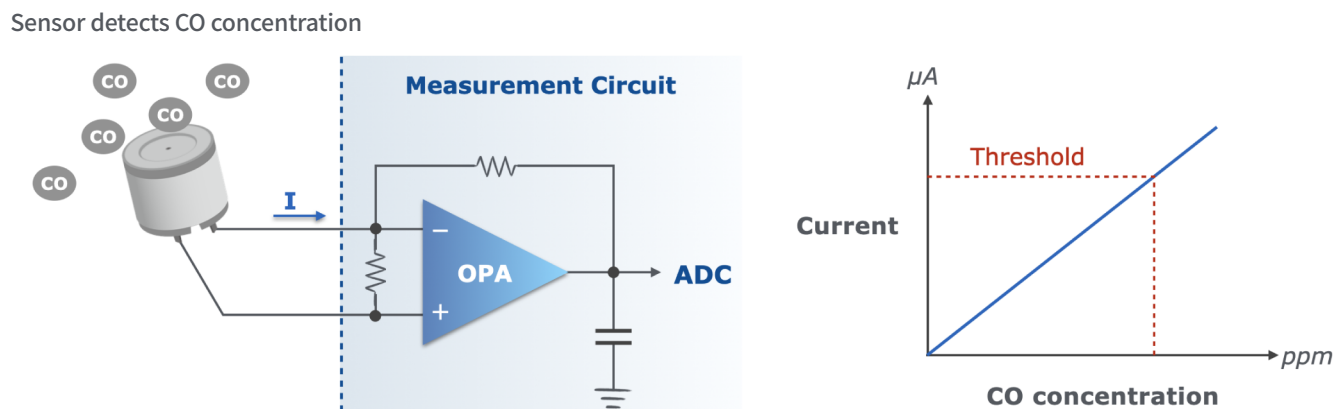 Sensor detects CO concentration
CO
CO
CO
CO
CO
I
Measurement Circuit
−
OPA
+
ADC
µA
Threshold
Current
ppm
CO concentration